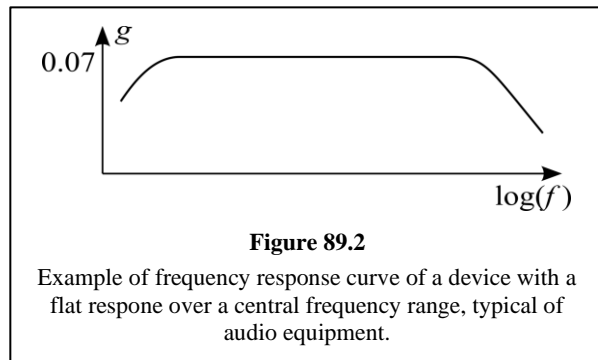 g
0.07
log(f)
Figure 89.2
Example of frequency response curve of a device with a
flat respone over a central frequency range, typical of
audio equipment.